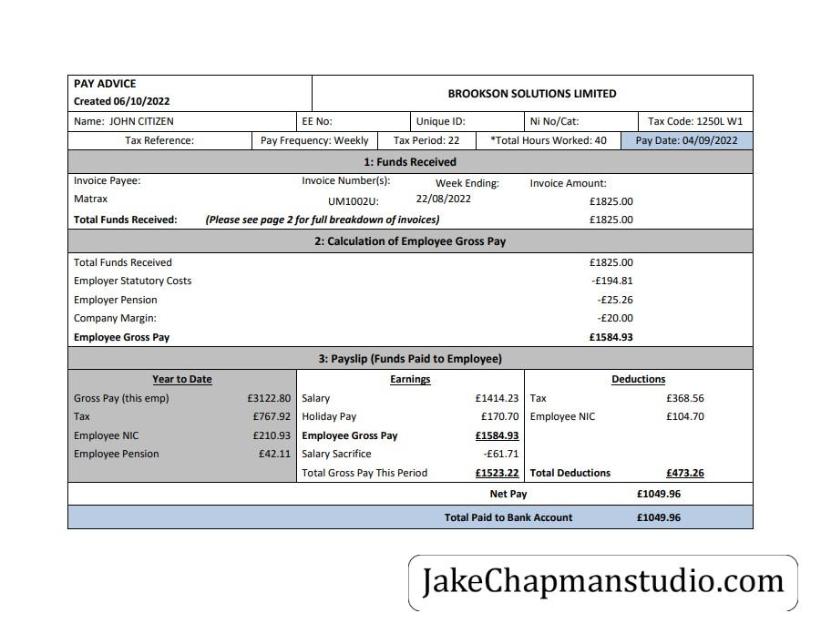 PAY ADVICE
Created 06/10/2022
BROOKSON SOLUTIONS LIMITED
Name: JOHN CITIZEN EE No: Unique ID: Ni No/Cat: Tax Code: 1250L W1
Tax Reference: Pay Frequency: Weekly Tax Period: 22 *Total Hours Worked: 40 Pay Date: 04/09/2022
1: Funds Received
Invoice Payee: Invoice Number(s): Week Ending: Invoice Amount:
Matrax UM1002U: 22/08/2022 £1825.00
Total Funds Received: (Please see page 2 for full breakdown of invoices) £1825.00
2: Calculation of Employee Gross Pay
Total Funds Received £1825.00
Employer Statutory Costs -£194.81
Employer Pension -£25.26
Company Margin: -£20.00
Employee Gross Pay £1584.93
3: Payslip (Funds Paid to Employee)
Year to Date Earnings Deductions
Gross Pay (this emp) £3122.80 Salary £1414.23 Tax £368.56
Tax £767.92 Holiday Pay £170.70 Employee NIC £104.70
Employee NIC £210.93 Employee Gross Pay £1584.93
Employee Pension £42.11 Salary Sacrifice -£61.71
Total Gross Pay This Period £1523.22 Total Deductions £473.26
Net Pay £1049.96
Total Paid to Bank Account £1049.96
JakeChapmanstudio.com